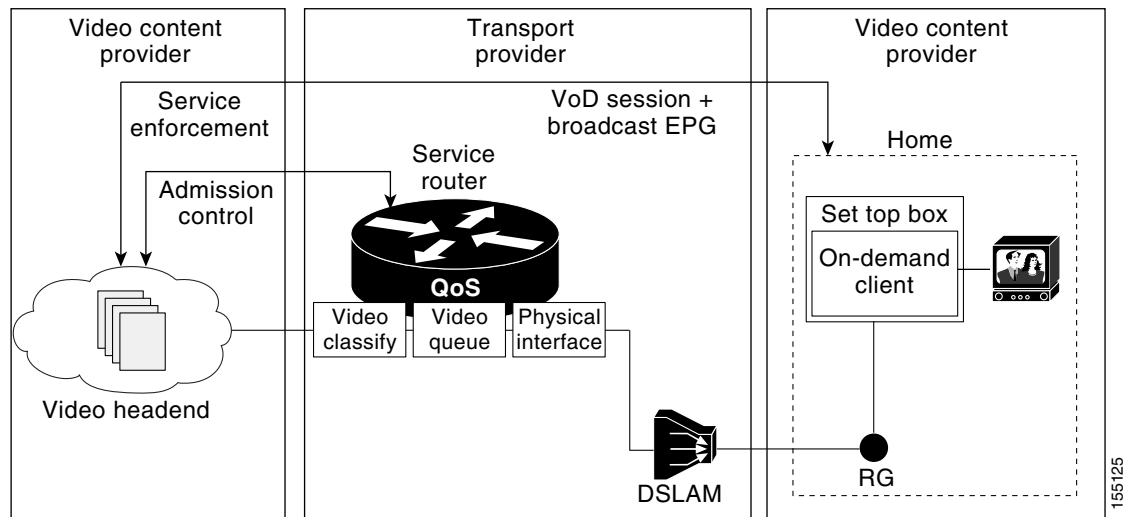 Video content
provider
Transport
provider
Video content
provider
Service
enforcement
VoD session +
broadcast EPG
Admission
control
Service
router
QoS
Video
classify
Video
queue
Physical
interface
Video headend
DSLAM
Home
Set top box
On-demand
client
RG
155125